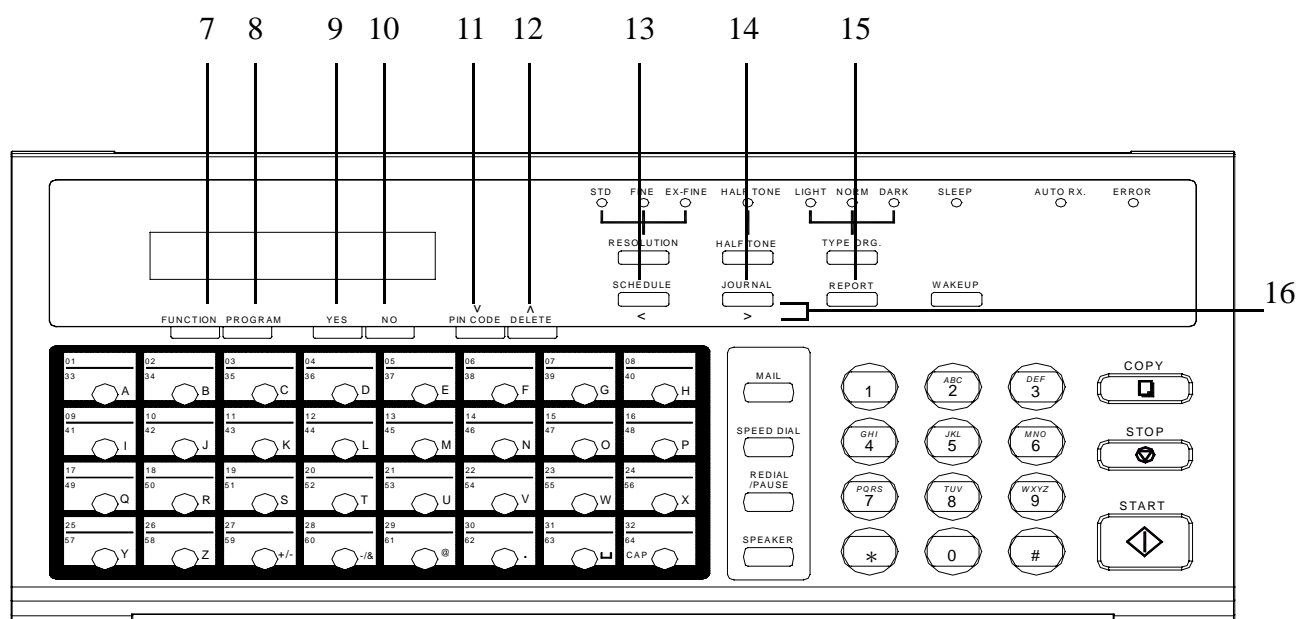 7 8 9 10 11 12 13 14 15
STD FINE EX-FINE HALF TONE LIGHT NORM DARK SLEEP AUTO RX. ERROR
RESOLUTION HALF TONE TYPE ORG.
SCHEDULE JOURNAL REPORT WAKEUP
< > 16
∨ ∧
FUNCTION PROGRAM YES NO PIN CODE DELETE
01 02 03 04 05 06 07 08
33 A 34 B 35 C 36 D 37 E 38 F 39 G 40 H
09 10 11 12 13 14 15 16
41 I 42 J 43 K 44 L 45 M 46 N 47 O 48 P
17 18 19 20 21 22 23 24
49 Q 50 R 51 S 52 T 53 U 54 V 55 W 56 X
25 26 27 28 29 30 31 32
57 Y 58 Z 59 +/- 60 -/& 61 @ 62 . 63 ␣ 64 CAP
MAIL
SPEED DIAL
REDIAL
/PAUSE
SPEAKER
1 ABC 2 DEF 3
GHI 4 JKL 5 MNO 6
PQRS 7 TUV 8 WXYZ 9
* 0 #
COPY
STOP
START